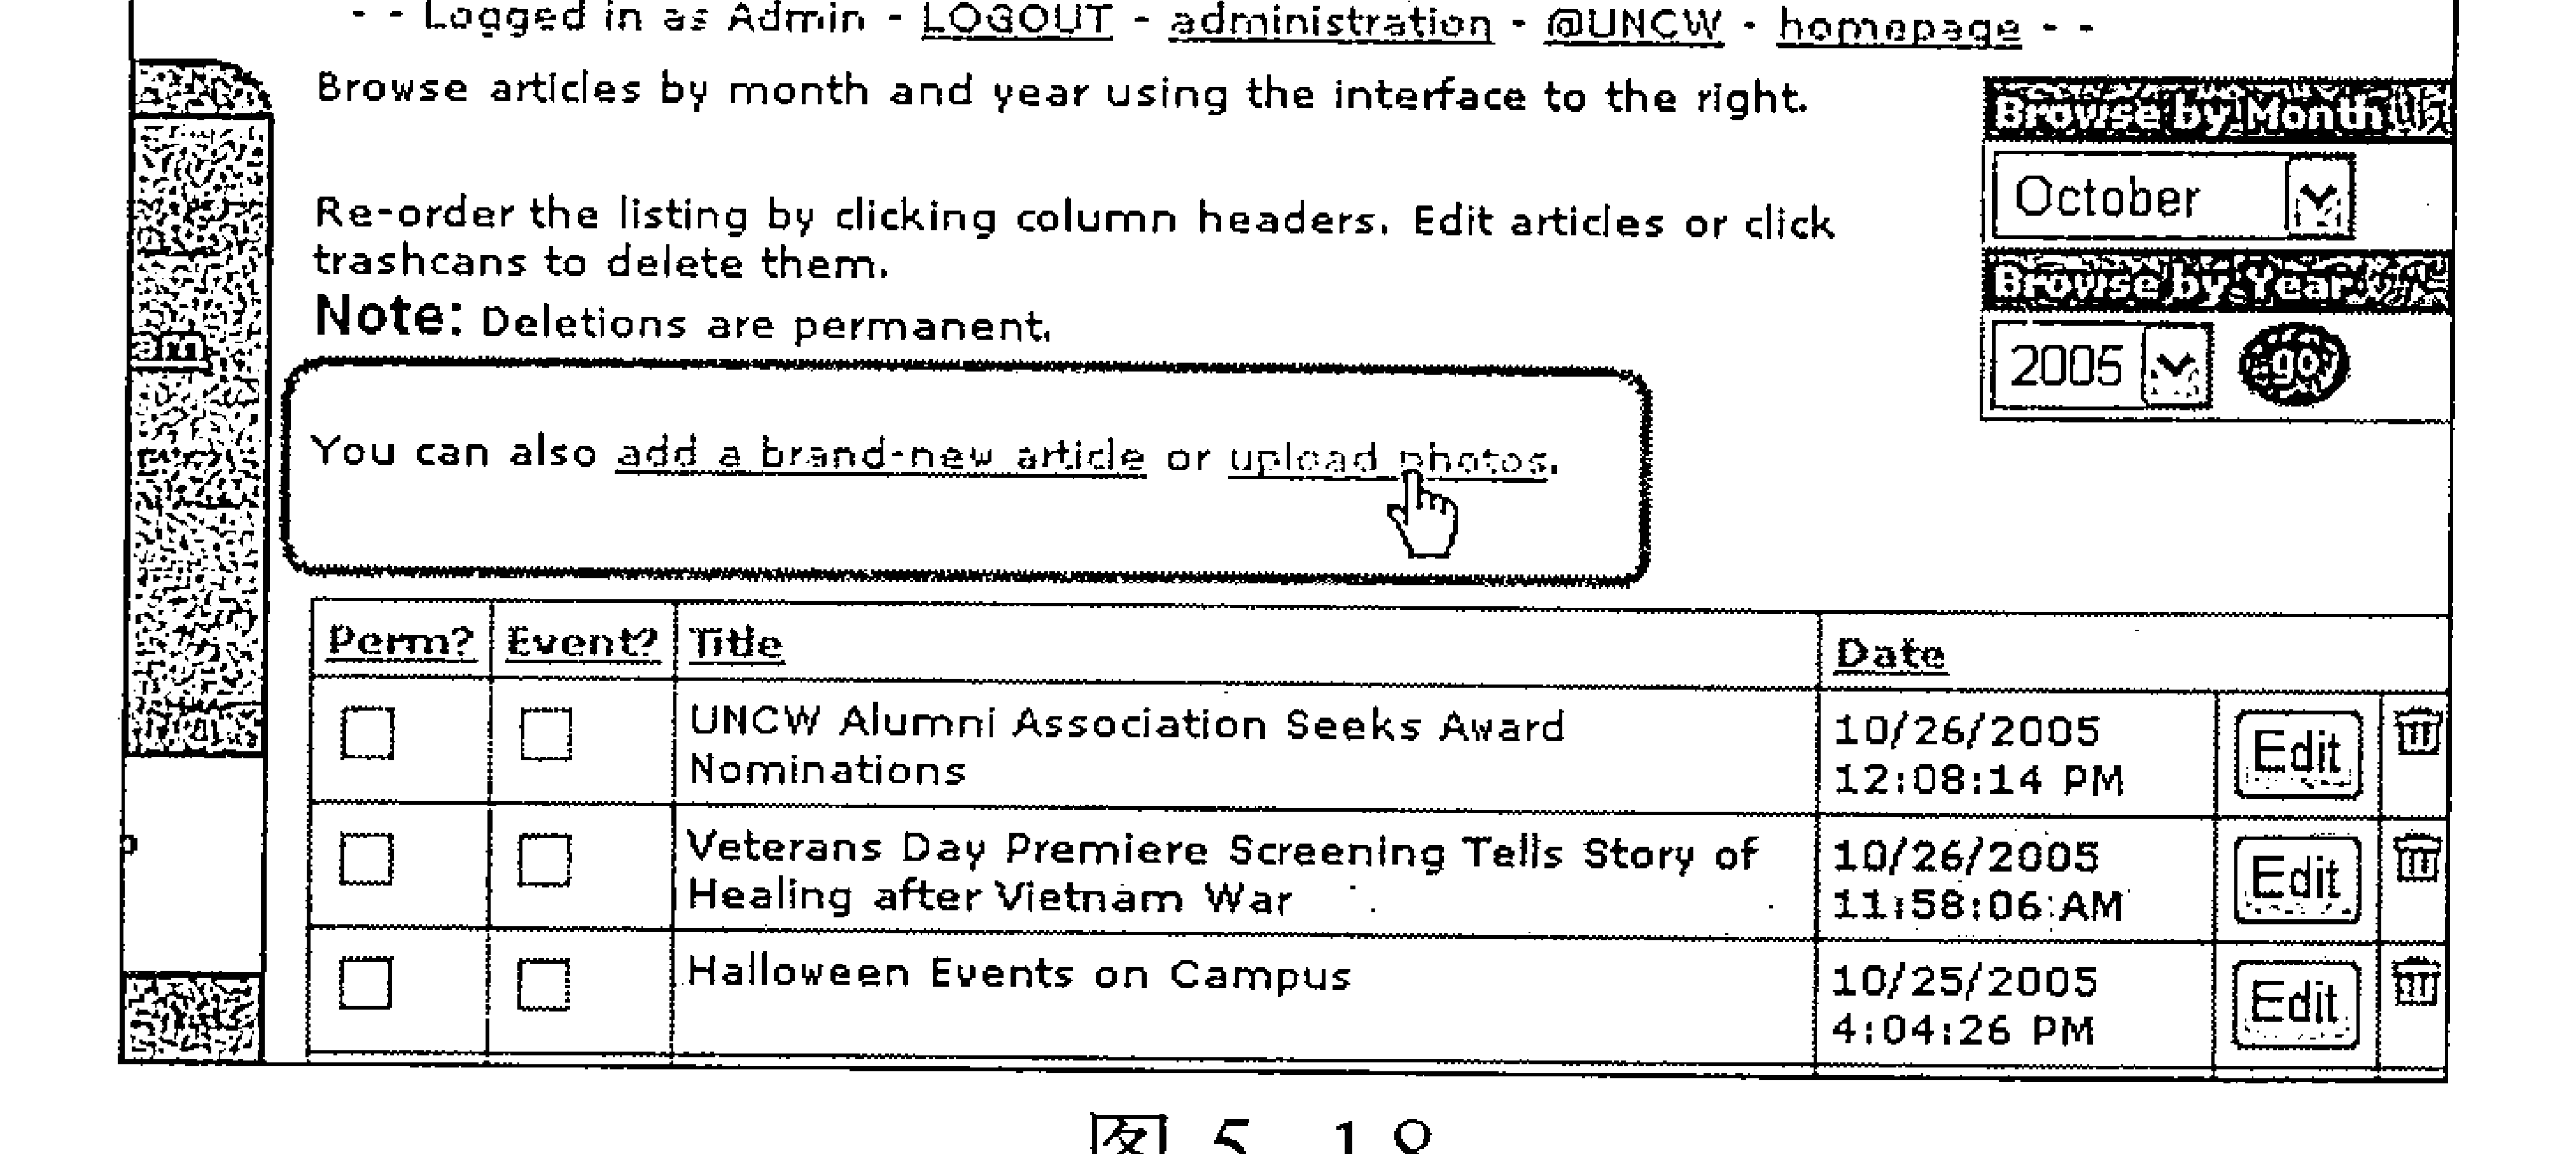 - - Logged in as Admin - LOGOUT - administration - @UNCW - homepage - -
Browse articles by month and year using the interface to the right.
Browse by Month
October
Re-order the listing by clicking column headers. Edit articles or click
trashcans to delete them.
Browse by Year
Note: Deletions are permanent.
am
2005 go
You can also add a brand-new article or upload photos.
Perm? Event? Title Date
UNCW Alumni Association Seeks Award
Nominations
10/26/2005
12:08:14 PM
Edit
Veterans Day Premiere Screening Tells Story of
Healing after Vietnam War
10/26/2005
11:58:06 AM
Edit
Halloween Events on Campus
10/25/2005
4:04:26 PM
Edit
图 5 18